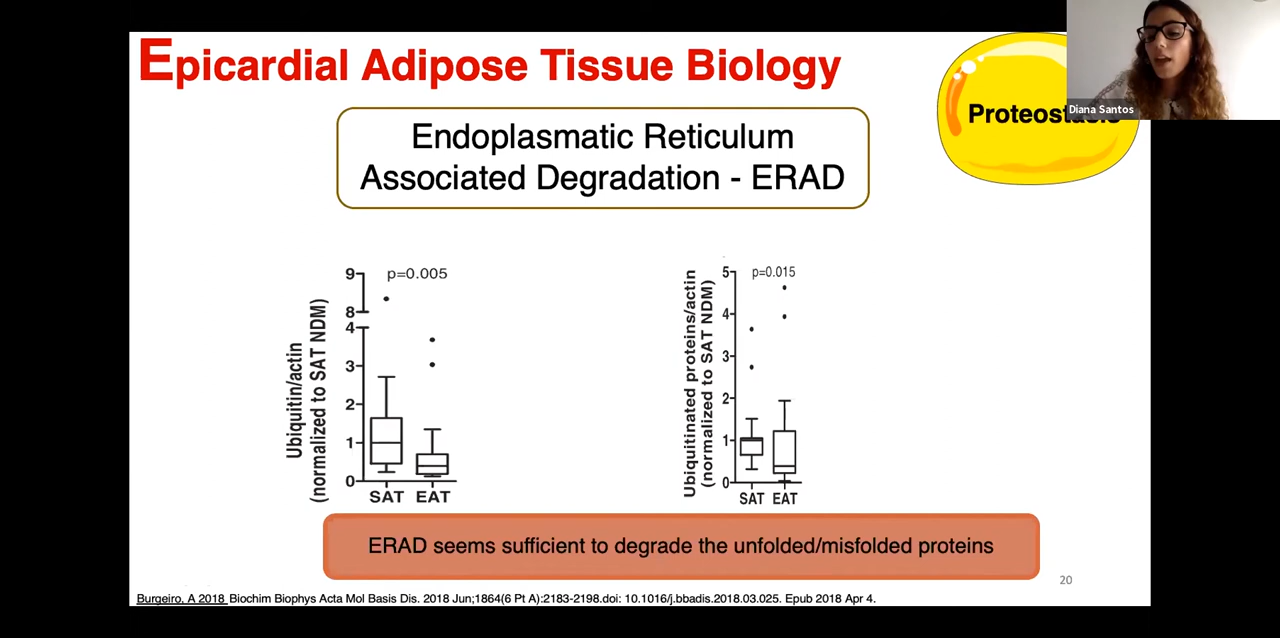 Epicardial Adipose Tissue Biology
Proteostasis
Diana Santos
Endoplasmatic Reticulum
Associated Degradation - ERAD
Ubiquitin/actin
(normalized to SAT NDM)
p=0.005
9
8
4
3
2
1
0
SAT EAT
Ubiquitinated proteins/actin
(normalized to SAT NDM)
p=0.015
5
4
3
2
1
0
SAT EAT
ERAD seems sufficient to degrade the unfolded/misfolded proteins
20
Burgeiro, A 2018 Biochim Biophys Acta Mol Basis Dis. 2018 Jun;1864(6 Pt A):2183-2198.doi: 10.1016/j.bbadis.2018.03.025. Epub 2018 Apr 4.